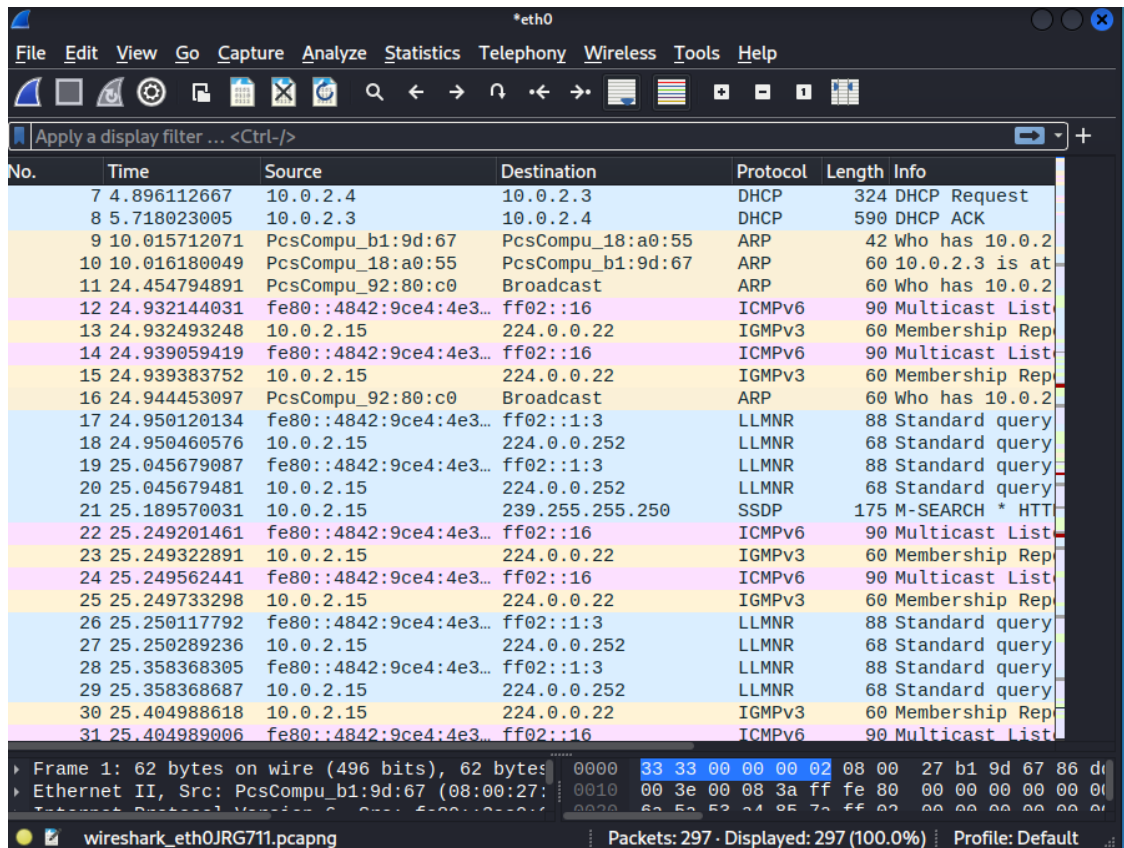 *eth0
File Edit View Go Capture Analyze Statistics Telephony Wireless Tools Help
Apply a display filter … <Ctrl-/>
No. Time Source Destination Protocol Length Info
7 4.896112667 10.0.2.4 10.0.2.3 DHCP 324 DHCP Request
8 5.718023005 10.0.2.3 10.0.2.4 DHCP 590 DHCP ACK
9 10.015712071 PcsCompu_b1:9d:67 PcsCompu_18:a0:55 ARP 42 Who has 10.0.2
10 10.016180049 PcsCompu_18:a0:55 PcsCompu_b1:9d:67 ARP 60 10.0.2.3 is at
11 24.454794891 PcsCompu_92:80:c0 Broadcast ARP 60 Who has 10.0.2
12 24.932144031 fe80::4842:9ce4:4e3… ff02::16 ICMPv6 90 Multicast List
13 24.932493248 10.0.2.15 224.0.0.22 IGMPv3 60 Membership Rep
14 24.939059419 fe80::4842:9ce4:4e3… ff02::16 ICMPv6 90 Multicast List
15 24.939383752 10.0.2.15 224.0.0.22 IGMPv3 60 Membership Rep
16 24.944453097 PcsCompu_92:80:c0 Broadcast ARP 60 Who has 10.0.2
17 24.950120134 fe80::4842:9ce4:4e3… ff02::1:3 LLMNR 88 Standard query
18 24.950460576 10.0.2.15 224.0.0.252 LLMNR 68 Standard query
19 25.045679087 fe80::4842:9ce4:4e3… ff02::1:3 LLMNR 88 Standard query
20 25.045679481 10.0.2.15 224.0.0.252 LLMNR 68 Standard query
21 25.189570031 10.0.2.15 239.255.255.250 SSDP 175 M-SEARCH * HTT
22 25.249201461 fe80::4842:9ce4:4e3… ff02::16 ICMPv6 90 Multicast List
23 25.249322891 10.0.2.15 224.0.0.22 IGMPv3 60 Membership Rep
24 25.249562441 fe80::4842:9ce4:4e3… ff02::16 ICMPv6 90 Multicast List
25 25.249733298 10.0.2.15 224.0.0.22 IGMPv3 60 Membership Rep
26 25.250117792 fe80::4842:9ce4:4e3… ff02::1:3 LLMNR 88 Standard query
27 25.250289236 10.0.2.15 224.0.0.252 LLMNR 68 Standard query
28 25.358368305 fe80::4842:9ce4:4e3… ff02::1:3 LLMNR 88 Standard query
29 25.358368687 10.0.2.15 224.0.0.252 LLMNR 68 Standard query
30 25.404988618 10.0.2.15 224.0.0.22 IGMPv3 60 Membership Rep
31 25.404989006 fe80::4842:9ce4:4e3… ff02::16 ICMPv6 90 Multicast List
Frame 1: 62 bytes on wire (496 bits), 62 bytes
0000 33 33 00 00 00 02 08 00 27 b1 9d 67 86
Ethernet II, Src: PcsCompu_b1:9d:67 (08:00:27:
0010 00 3e 00 08 3a ff fe 80 00 00 00 00 00
wireshark_eth0JRG711.pcapng Packets: 297 · Displayed: 297 (100.0%) Profile: Default